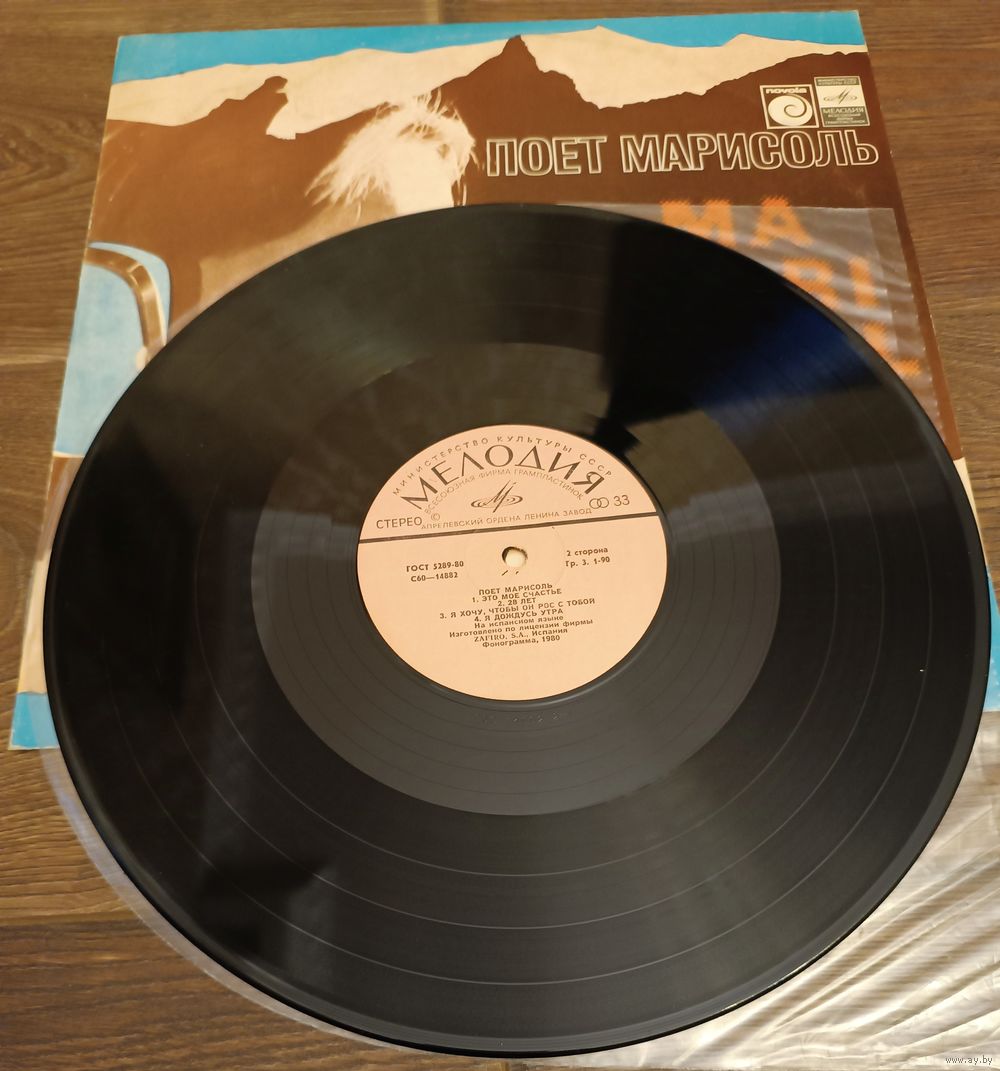 novola
МЕЛОДИЯ
ПОЕТ МАРИСОЛЬ
МА
МИНИСТЕРСТВО КУЛЬТУРЫ СССР
МЕЛОДИЯ
ВСЕСОЮЗНАЯ ФИРМА ГРАМПЛАСТИНОК
СТЕРЕО
33
АПРЕЛЕВСКИЙ ОРДЕНА ЛЕНИНА ЗАВОД
ГОСТ 5289-80
С60—14882
2 сторона
Гр. 3. 1-90
ПОЕТ МАРИСОЛЬ
1. ЭТО МОЕ СЧАСТЬЕ
2. 28 ЛЕТ
3. Я ХОЧУ, ЧТОБЫ ОН РОС С ТОБОЙ
4. Я ДОЖДУСЬ УТРА
На испанском языке
Изготовлено по лицензии фирмы
ZAFIRO, S.A., Испания
Фонограмма, 1980
www.ay.by